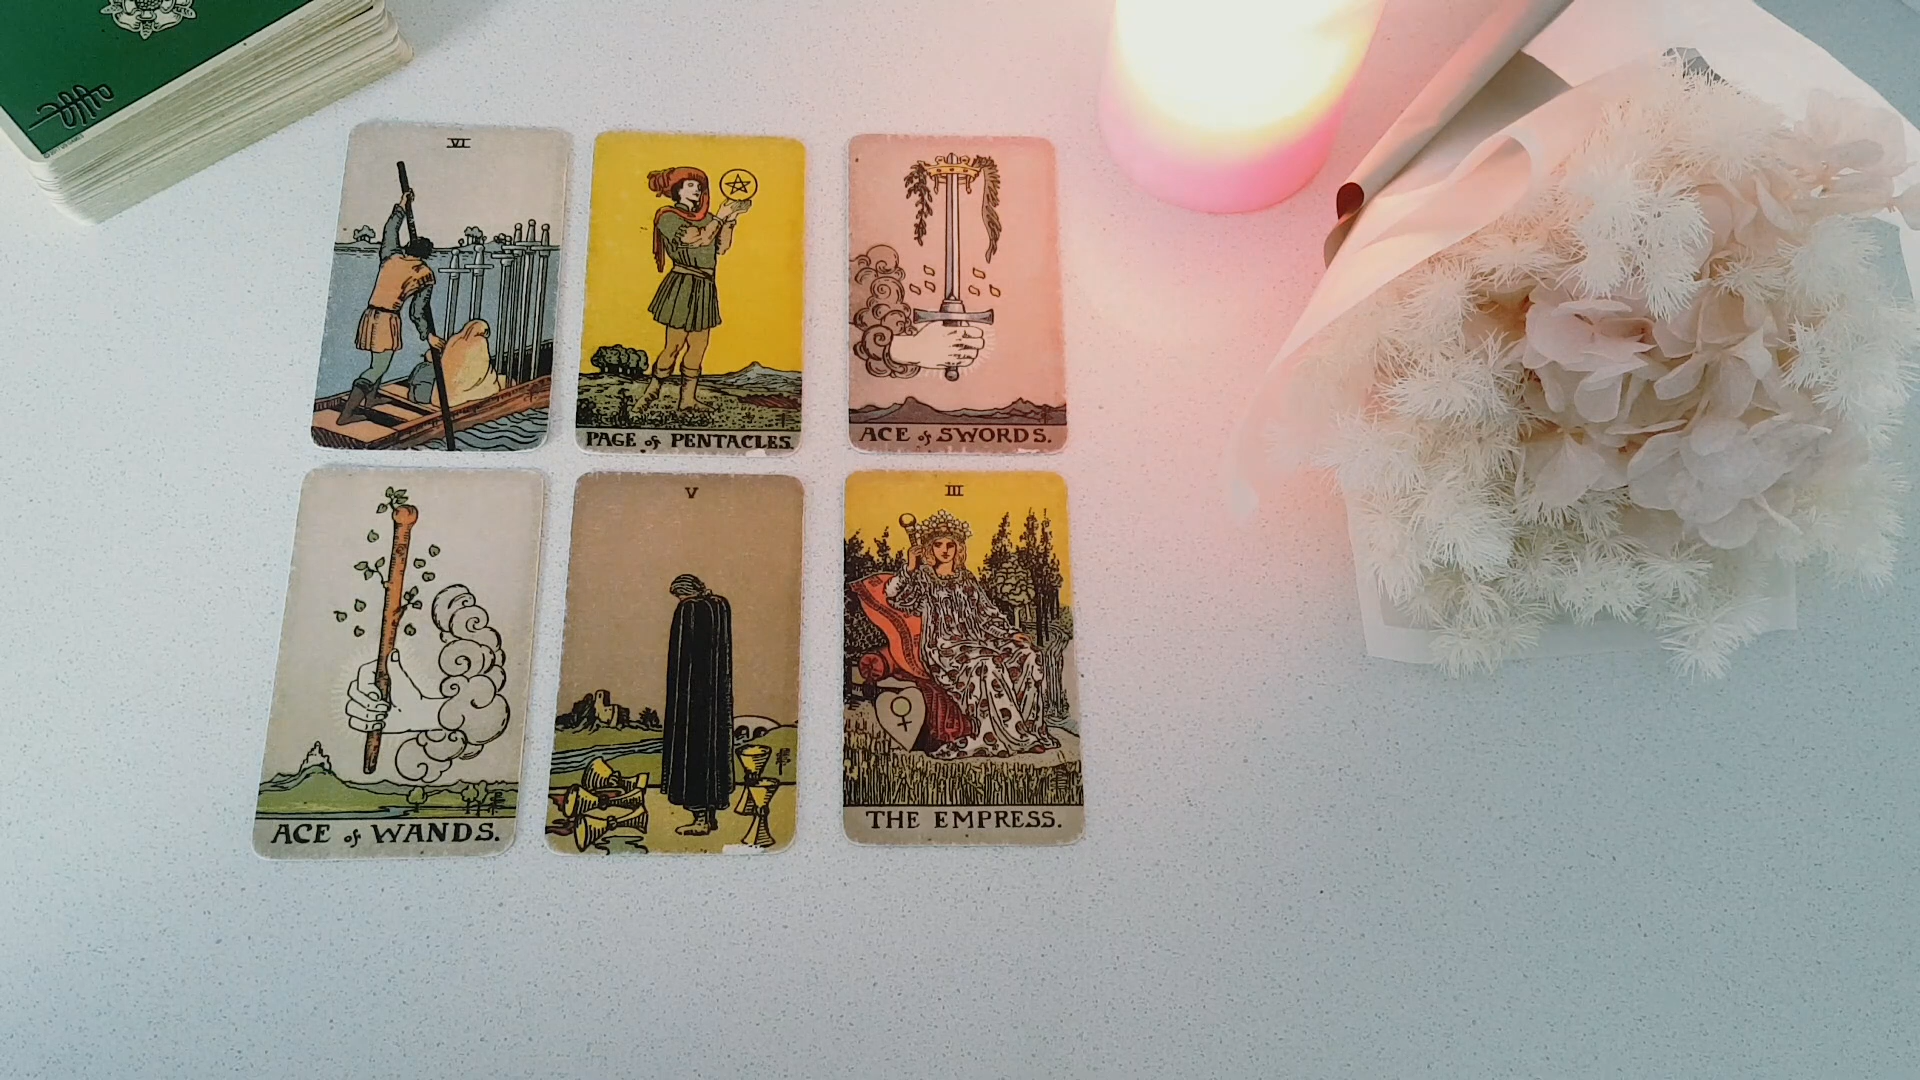 VI
PAGE of PENTACLES.
ACE of SWORDS.
ACE of WANDS.
V
III
THE EMPRESS.